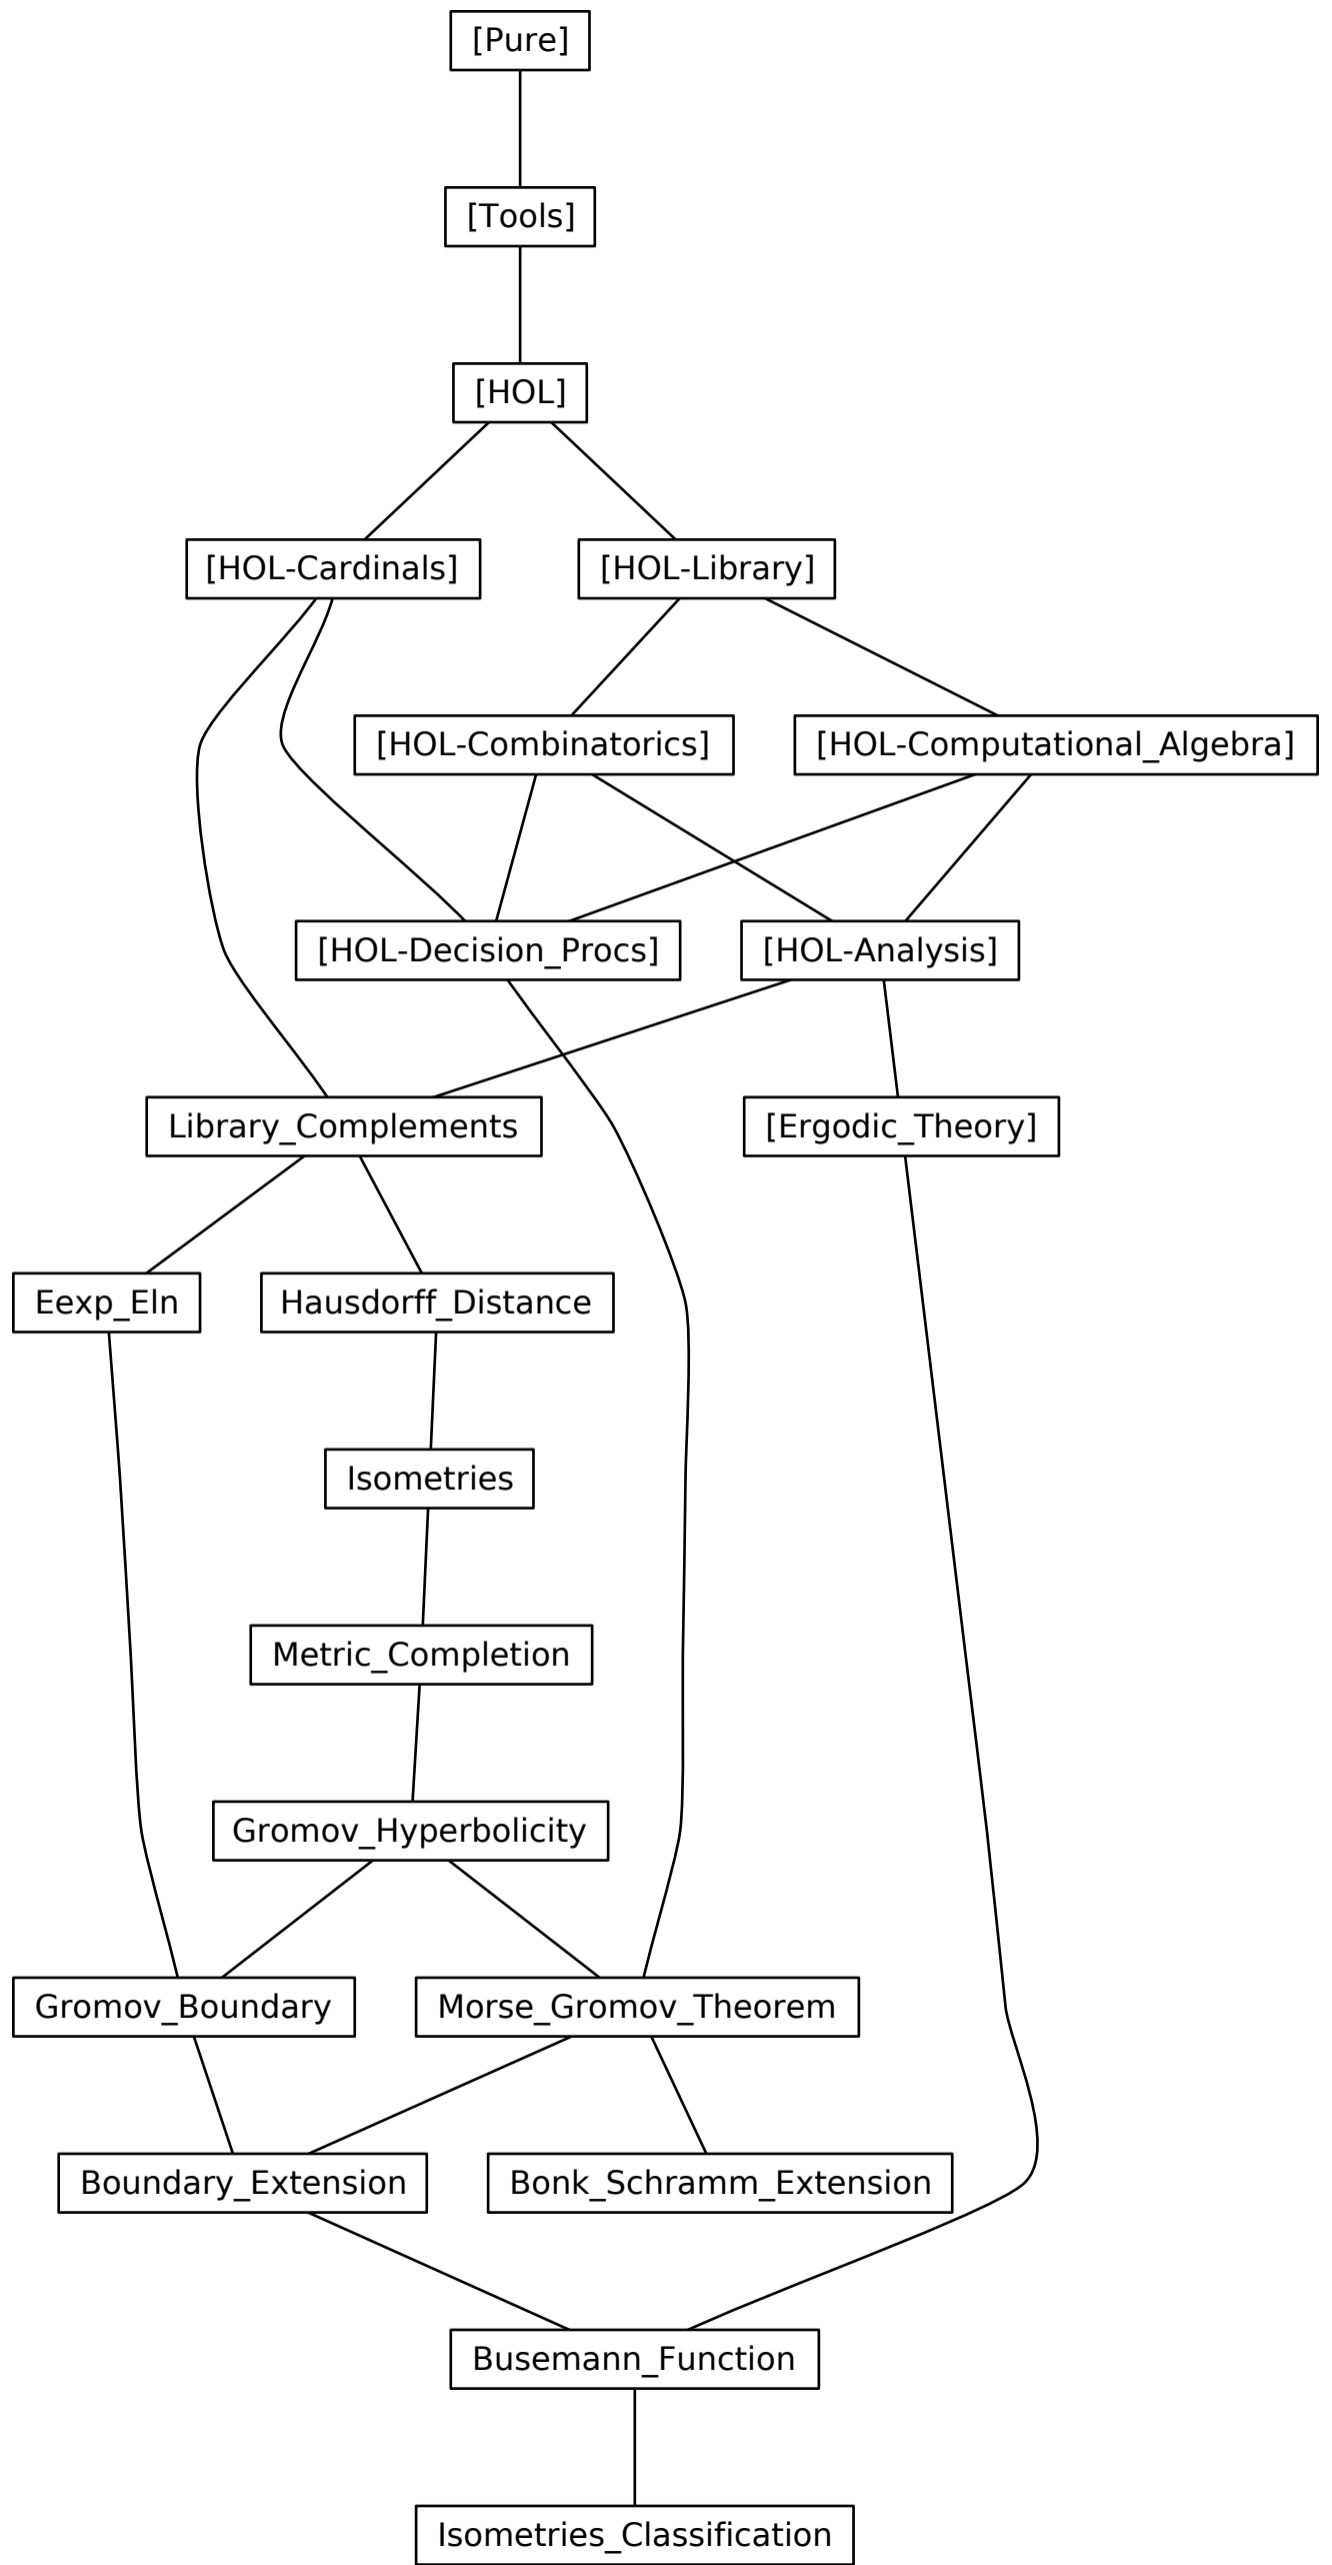 [Pure]
[Tools]
[HOL]
[HOL-Cardinals]
[HOL-Library]
[HOL-Combinatorics]
[HOL-Computational_Algebra]
[HOL-Decision_Procs]
[HOL-Analysis]
Library_Complements
[Ergodic_Theory]
Eexp_Eln
Hausdorff_Distance
Isometries
Metric_Completion
Gromov_Hyperbolicity
Gromov_Boundary
Morse_Gromov_Theorem
Boundary_Extension
Bonk_Schramm_Extension
Busemann_Function
Isometries_Classification